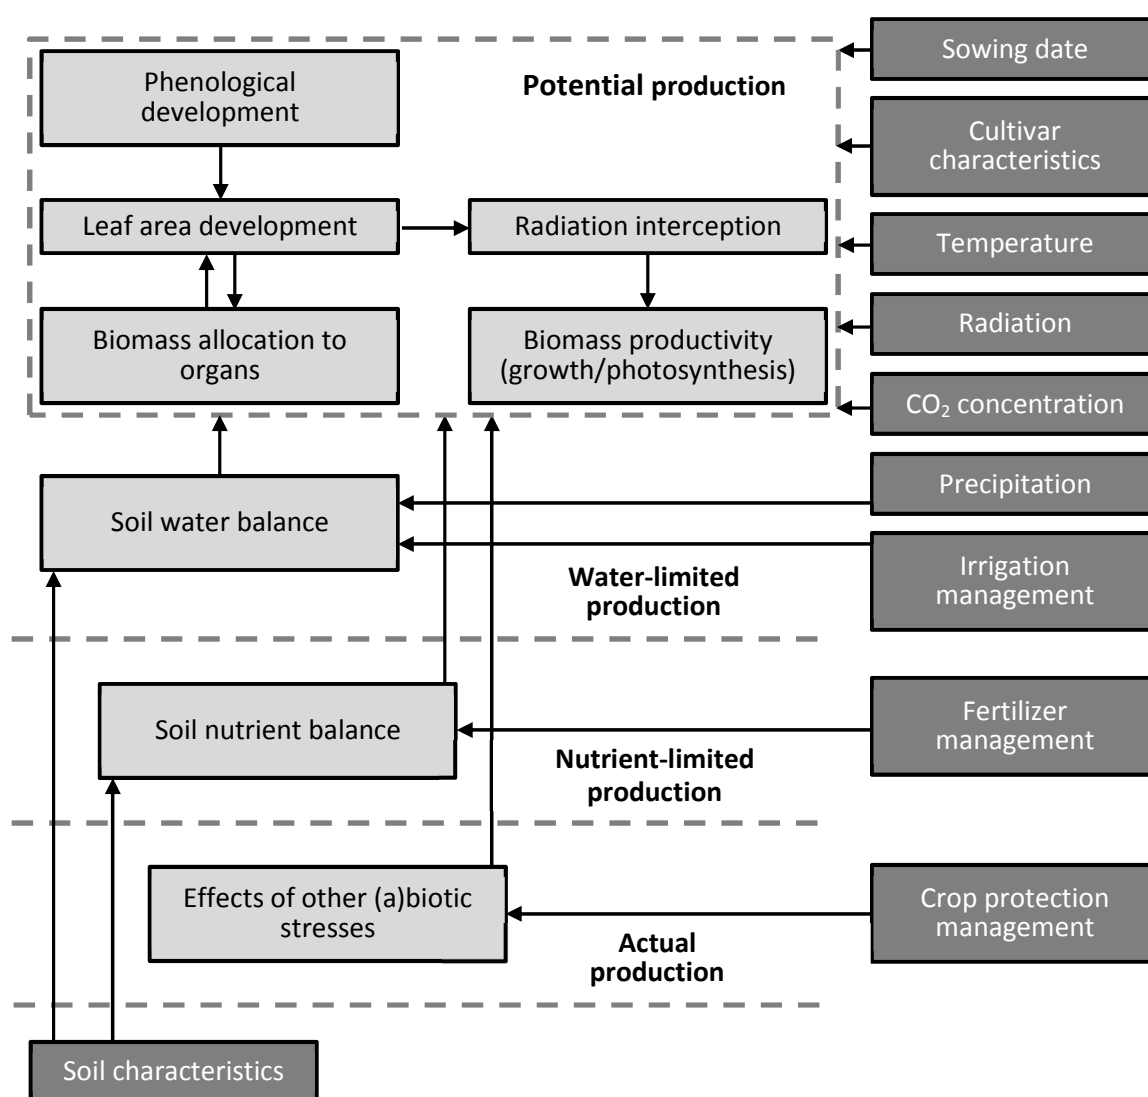 Phenological
development
Potential production
Leaf area development
Radiation interception
Biomass allocation to
organs
Biomass productivity
(growth/photosynthesis)
Sowing date
Cultivar
characteristics
Temperature
Radiation
CO₂ concentration
Soil water balance
Precipitation
Water-limited
production
Irrigation
management
Soil nutrient balance
Nutrient-limited
production
Fertilizer
management
Effects of other (a)biotic
stresses
Actual
production
Crop protection
management
Soil characteristics